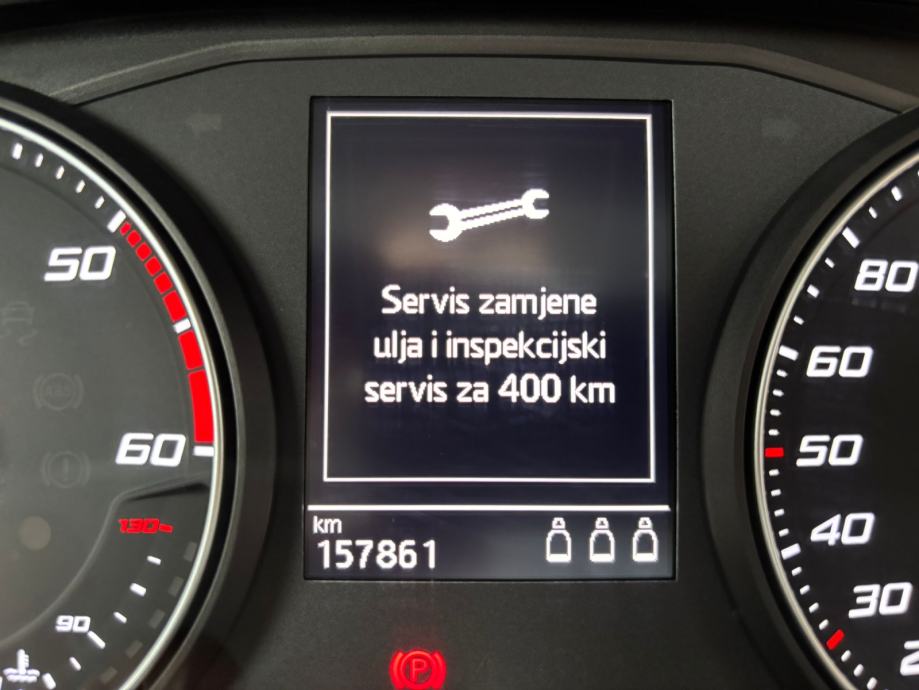 Servis zamjene
ulja i inspekcijski
servis za 400 km
km
157861
50
60
130
90
80
60
50
40
30
P